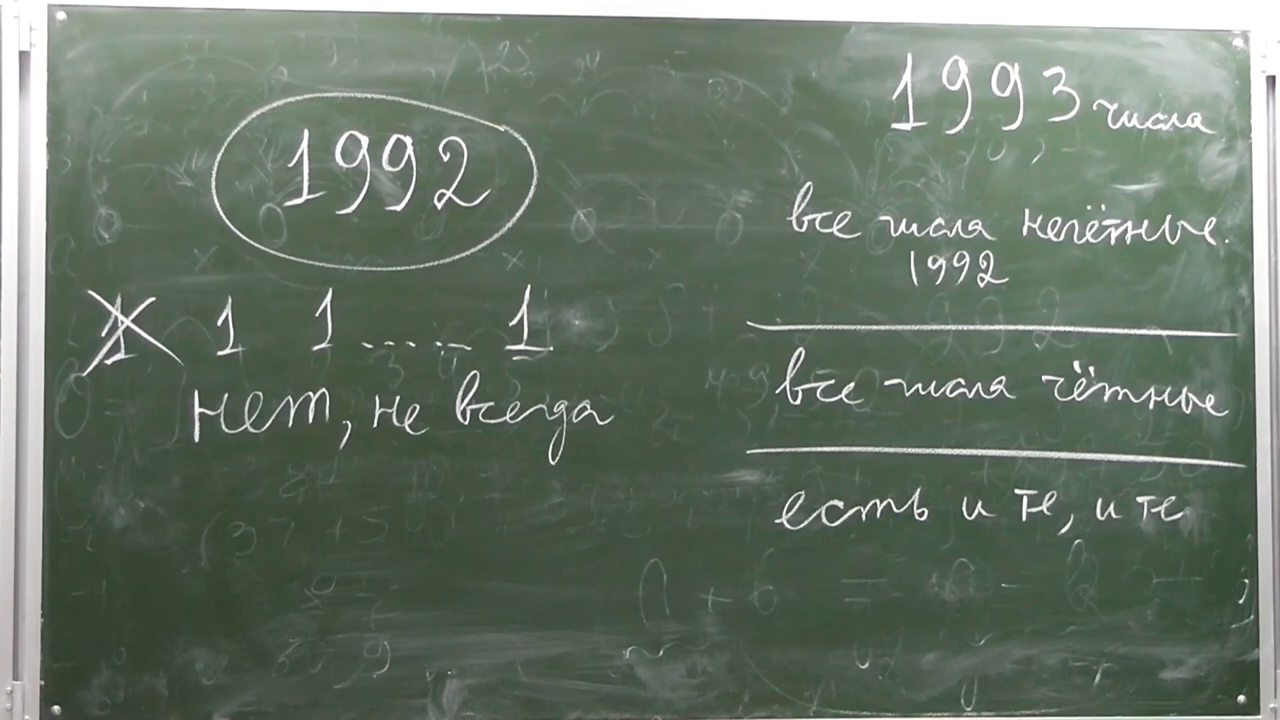 1992
1 1 1 ...... 1
нет, не всегда
1993 числа
все числа нечётные.
1992
все числа чётные
есть и те, и те